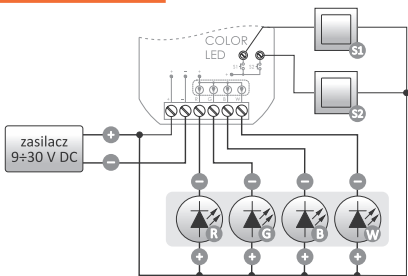 COLOR
LED
S1
S2
zasilacz
9÷30 V DC
+
−
− − − −
R G B W
+ + + +